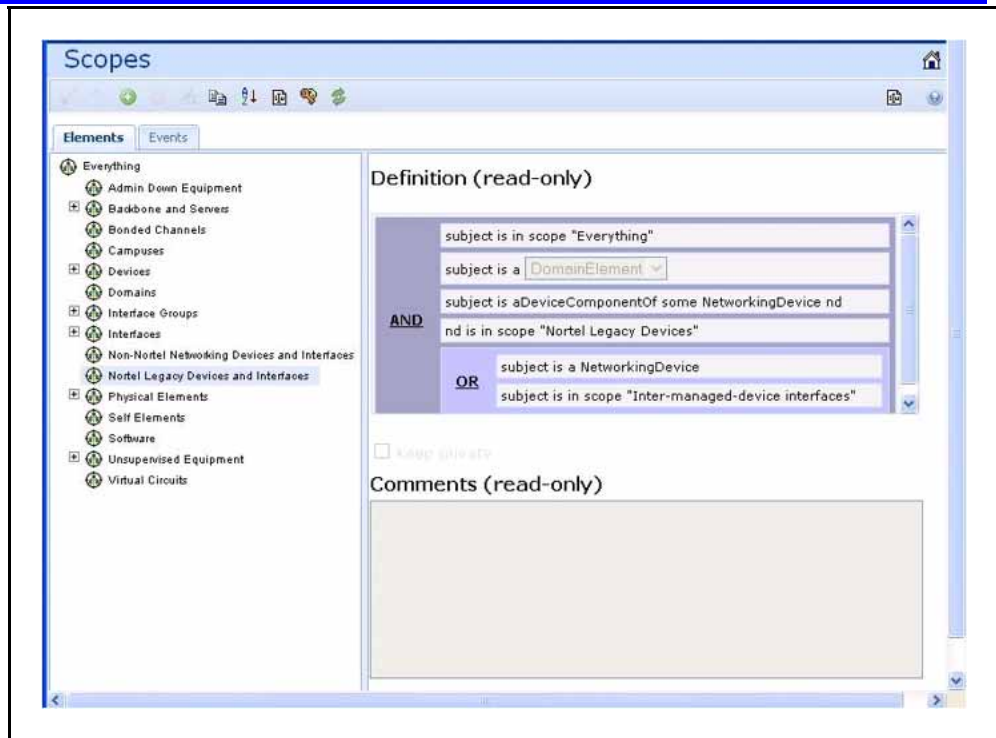 Scopes
Elements
Events
Everything
Admin Down Equipment
Backbone and Servers
Bonded Channels
Campuses
Devices
Domains
Interface Groups
Interfaces
Non-Nortel Networking Devices and Interfaces
Nortel Legacy Devices and Interfaces
Physical Elements
Self Elements
Software
Unsupervised Equipment
Virtual Circuits
Definition (read-only)
AND
subject is in scope "Everything"
subject is a DomainElement
subject is aDeviceComponentOf some NetworkingDevice nd
nd is in scope "Nortel Legacy Devices"
OR
subject is a NetworkingDevice
subject is in scope "Inter-managed-device interfaces"
Keep private
Comments (read-only)